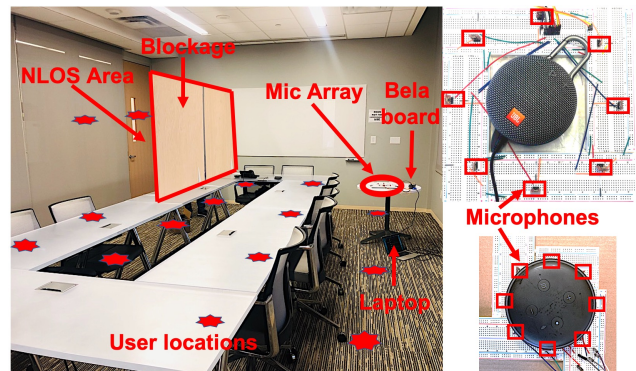 Blockage
NLOS Area
Mic Array
Bela
board
Microphones
Laptop
User locations
JBL